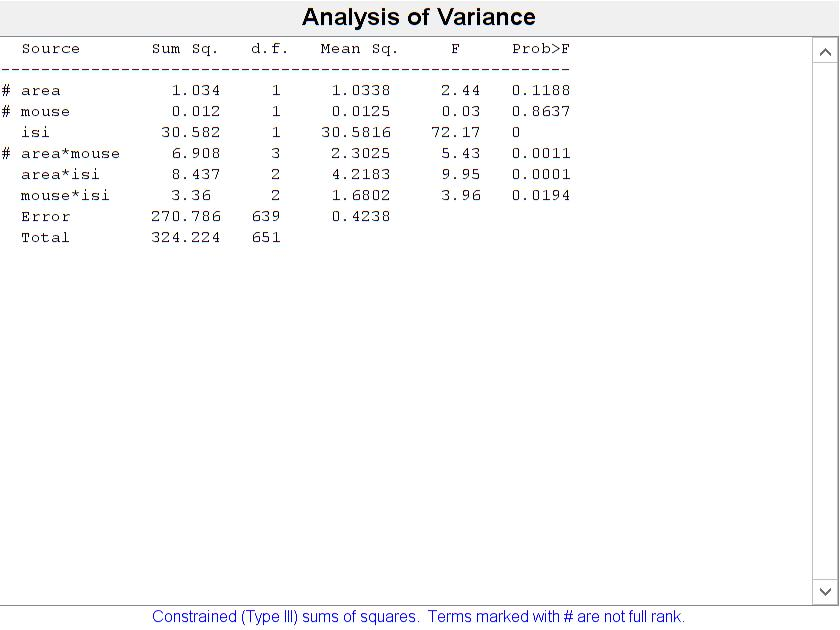 Analysis of Variance
Source Sum Sq. d.f. Mean Sq. F Prob>F
---------------------------------------------------------
# area 1.034 1 1.0338 2.44 0.1188
# mouse 0.012 1 0.0125 0.03 0.8637
isi 30.582 1 30.5816 72.17 0
# area*mouse 6.908 3 2.3025 5.43 0.0011
area*isi 8.437 2 4.2183 9.95 0.0001
mouse*isi 3.36 2 1.6802 3.96 0.0194
Error 270.786 639 0.4238
Total 324.224 651
Constrained (Type III) sums of squares. Terms marked with # are not full rank.